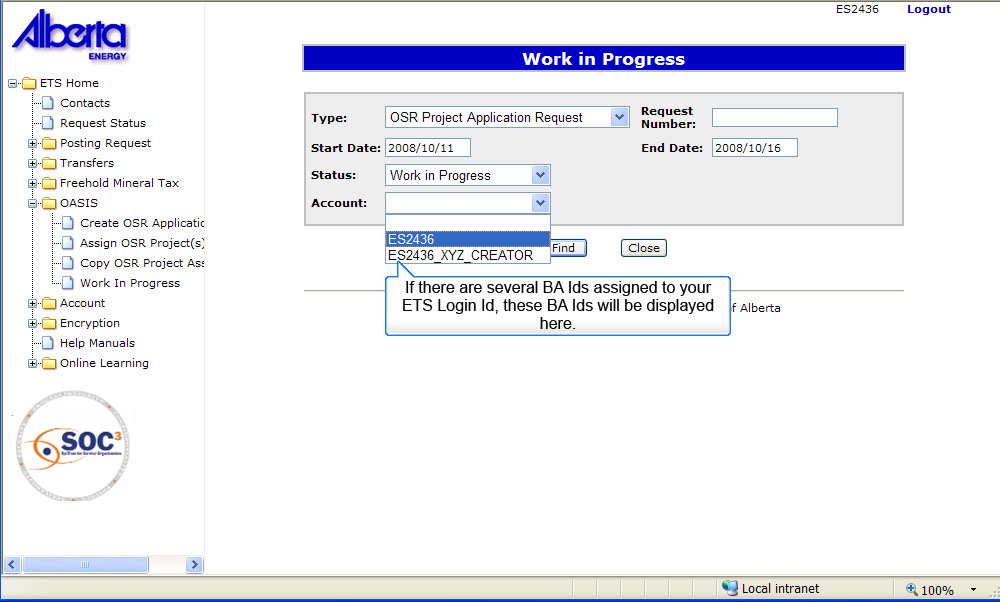 ES2436 Logout
Alberta
ENERGY
Work in Progress
ETS Home
Contacts
Request Status
Posting Request
Transfers
Freehold Mineral Tax
OASIS
Create OSR Applicatio
Assign OSR Project(s)
Copy OSR Project Ass
Work In Progress
Account
Encryption
Help Manuals
Online Learning
SOC3
SysTrust for Service Organizations
Type: OSR Project Application Request Request Number:
Start Date: 2008/10/11 End Date: 2008/10/16
Status: Work in Progress
Account:
ES2436
ES2436_XYZ_CREATOR
Find Close
If there are several BA Ids assigned to your
ETS Login Id, these BA Ids will be displayed
here.
f Alberta
Local intranet 100%